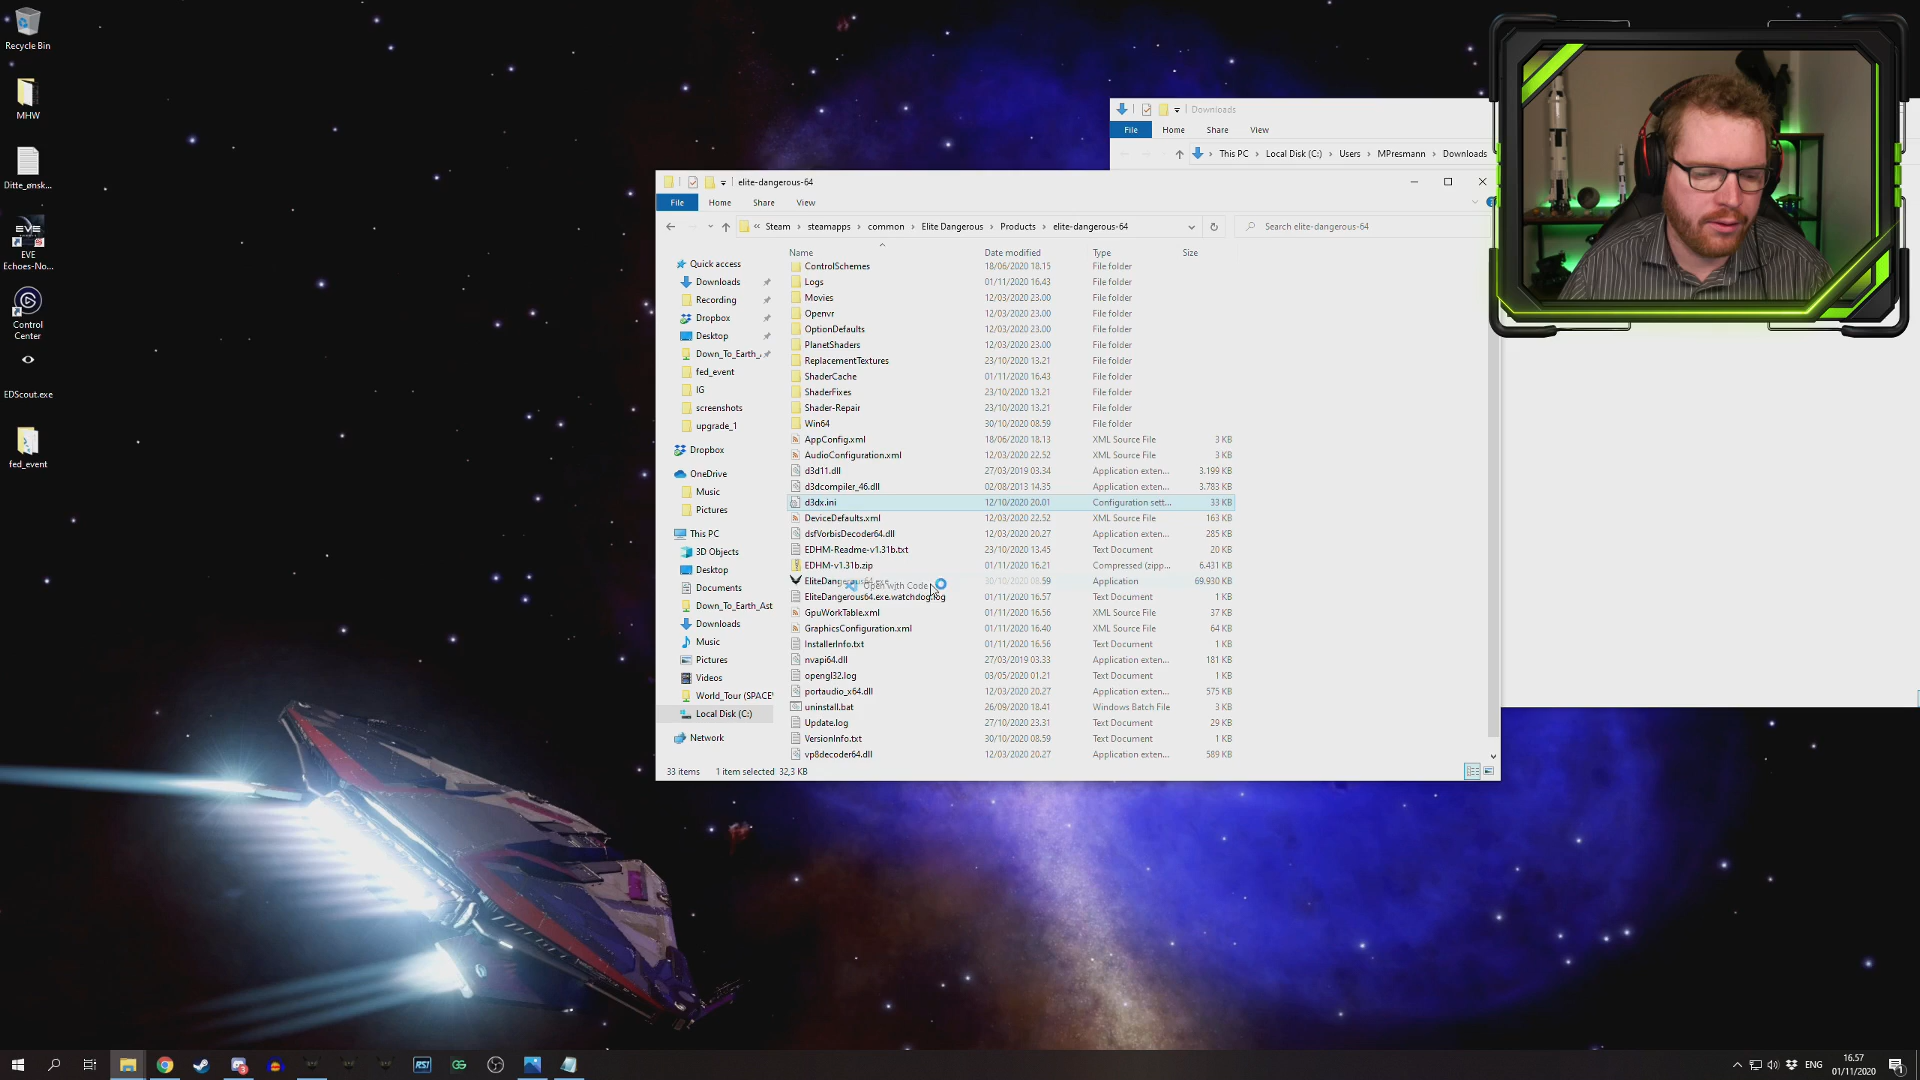 Recycle Bin
MHW
Ditte_ønsk...
EVE
EVE
Echoes-No...
Control
Center
EDScout.exe
fed_event
Downloads
File Home Share View
This PC > Local Disk (C:) > Users > MPresmann > Downloads
elite-dangerous-64
File Home Share View
« Steam > steamapps > common > Elite Dangerous > Products > elite-dangerous-64
Search elite-dangerous-64
Quick access
Downloads
Recording
Dropbox
Desktop
Down_To_Earth_
fed_event
IG
screenshots
upgrade_1
Dropbox
OneDrive
Music
Pictures
This PC
3D Objects
Desktop
Documents
Down_To_Earth_Ast
Downloads
Music
Pictures
Videos
World_Tour (SPACE
Local Disk (C:)
Network
Name Date modified Type Size
ControlSchemes 18/06/2020 18.15 File folder
Logs 01/11/2020 16.43 File folder
Movies 12/03/2020 23.00 File folder
Openvr 12/03/2020 23.00 File folder
OptionDefaults 12/03/2020 23.00 File folder
PlanetShaders 12/03/2020 23.00 File folder
ReplacementTextures 23/10/2020 13.21 File folder
ShaderCache 01/11/2020 16.43 File folder
ShaderFixes 23/10/2020 13.21 File folder
Shader-Repair 23/10/2020 13.21 File folder
Win64 30/10/2020 08.59 File folder
AppConfig.xml 18/06/2020 18.13 XML Source File 3 KB
AudioConfiguration.xml 12/03/2020 22.52 XML Source File 3 KB
d3d11.dll 27/03/2019 03.34 Application exten... 3.199 KB
d3dcompiler_46.dll 02/08/2013 14.35 Application exten... 3.783 KB
d3dx.ini 12/10/2020 20.01 Configuration sett... 33 KB
DeviceDefaults.xml 12/03/2020 22.52 XML Source File 163 KB
dsfVorbisDecoder64.dll 12/03/2020 20.27 Application exten... 285 KB
EDHM-Readme-v1.31b.txt 23/10/2020 13.45 Text Document 20 KB
EDHM-v1.31b.zip 01/11/2020 16.21 Compressed (zipp... 6.431 KB
EliteDangerous64.exe 30/10/2020 08.59 Application 69.930 KB
Open with Code
EliteDangerous64.exe.watchdog.log 01/11/2020 16.57 Text Document 1 KB
GpuWorkTable.xml 01/11/2020 16.56 XML Source File 37 KB
GraphicsConfiguration.xml 01/11/2020 16.40 XML Source File 64 KB
InstallerInfo.txt 01/11/2020 16.56 Text Document 1 KB
nvapi64.dll 27/03/2019 03.33 Application exten... 181 KB
opengl32.log 03/05/2020 01.21 Text Document 1 KB
portaudio_x64.dll 12/03/2020 20.27 Application exten... 575 KB
uninstall.bat 26/09/2020 18.41 Windows Batch File 3 KB
Update.log 27/10/2020 23.31 Text Document 29 KB
VersionInfo.txt 30/10/2020 08.59 Text Document 1 KB
vp8decoder64.dll 12/03/2020 20.27 Application exten... 589 KB
33 items 1 item selected 32,3 KB
RSI
ENG
16.57
01/11/2020